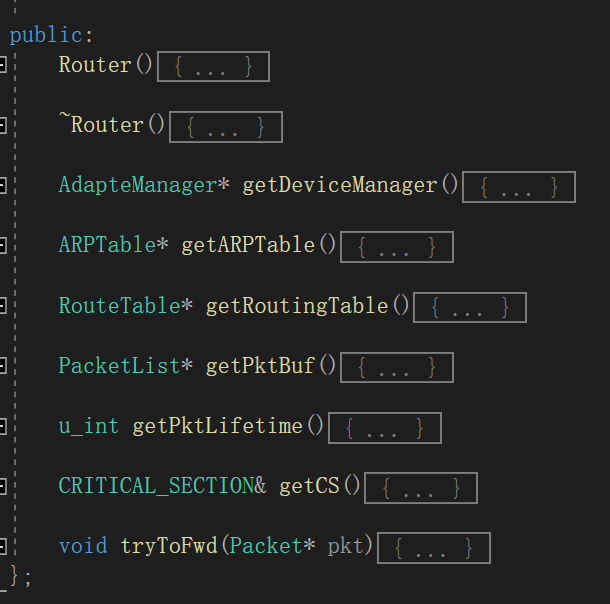 public:
Router() { ... }
~Router() { ... }
AdapteManager* getDeviceManager() { ... }
ARPTable* getARPTable() { ... }
RouteTable* getRoutingTable() { ... }
PacketList* getPktBuf() { ... }
u_int getPktLifetime() { ... }
CRITICAL_SECTION& getCS() { ... }
void tryToFwd(Packet* pkt) { ... }
};